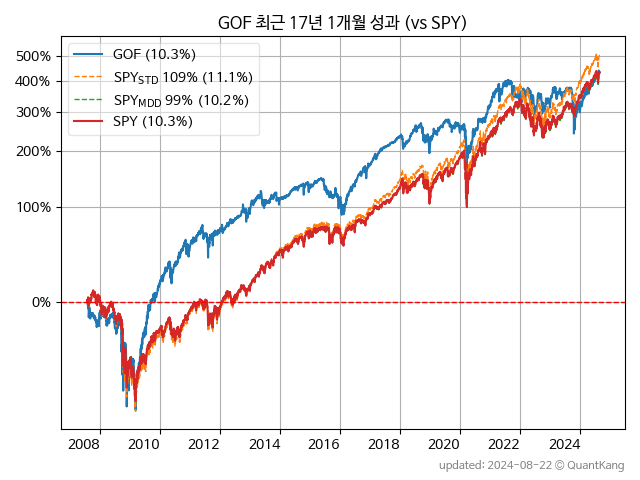 GOF 최근 17년 1개월 성과 (vs SPY)
GOF (10.3%)
SPY_STD 109% (11.1%)
SPY_MDD 99% (10.2%)
SPY (10.3%)
500%
400%
300%
200%
100%
0%
2008 2010 2012 2014 2016 2018 2020 2022 2024
updated: 2024-08-22 © QuantKang